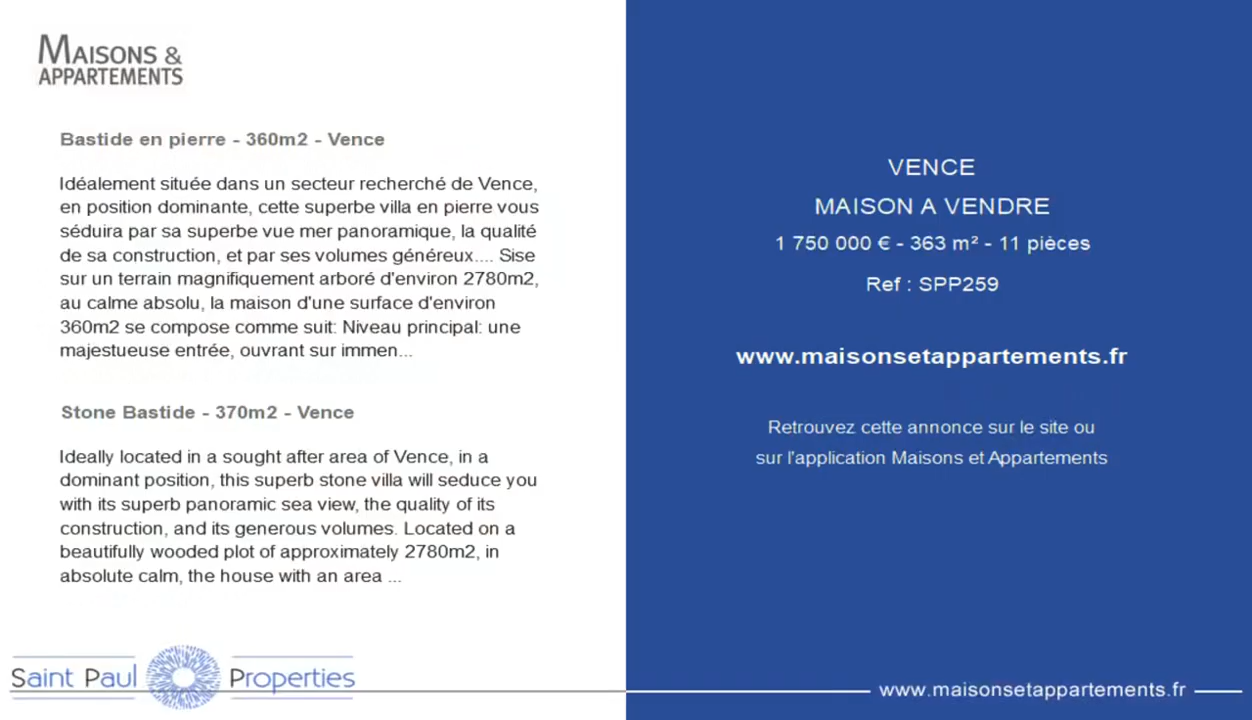 MAISONS &
APPARTEMENTS
Bastide en pierre - 360m2 - Vence
Idéalement située dans un secteur recherché de Vence,
en position dominante, cette superbe villa en pierre vous
séduira par sa superbe vue mer panoramique, la qualité
de sa construction, et par ses volumes généreux.... Sise
sur un terrain magnifiquement arboré d'environ 2780m2,
au calme absolu, la maison d'une surface d'environ
360m2 se compose comme suit: Niveau principal: une
majestueuse entrée, ouvrant sur immen...
Stone Bastide - 370m2 - Vence
Ideally located in a sought after area of Vence, in a
dominant position, this superb stone villa will seduce you
with its superb panoramic sea view, the quality of its
construction, and its generous volumes. Located on a
beautifully wooded plot of approximately 2780m2, in
absolute calm, the house with an area ...
Saint Paul Properties
VENCE
MAISON A VENDRE
1 750 000 € - 363 m² - 11 pièces
Ref : SPP259
www.maisonsetappartements.fr
Retrouvez cette annonce sur le site ou
sur l'application Maisons et Appartements
www.maisonsetappartements.fr